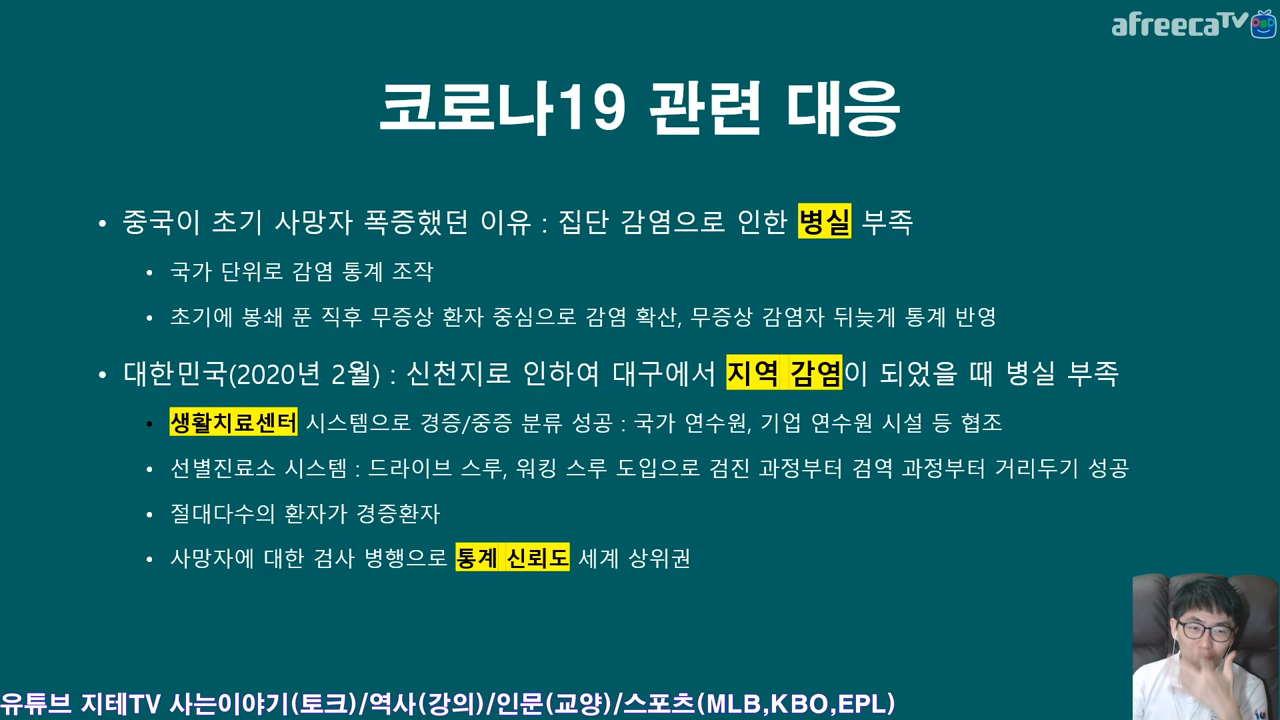 afreecaTV
코로나19 관련 대응
• 중국이 초기 사망자 폭증했던 이유 : 집단 감염으로 인한 병실 부족
• 국가 단위로 감염 통계 조작
• 초기에 봉쇄 푼 직후 무증상 환자 중심으로 감염 확산, 무증상 감염자 뒤늦게 통계 반영
• 대한민국(2020년 2월) : 신천지로 인하여 대구에서 지역 감염이 되었을 때 병실 부족
• 생활치료센터 시스템으로 경증/중증 분류 성공 : 국가 연수원, 기업 연수원 시설 등 협조
• 선별진료소 시스템 : 드라이브 스루, 워킹 스루 도입으로 검진 과정부터 검역 과정부터 거리두기 성공
• 절대다수의 환자가 경증환자
• 사망자에 대한 검사 병행으로 통계 신뢰도 세계 상위권
유튜브 지테TV 사는이야기(토크)/역사(강의)/인문(교양)/스포츠(MLB,KBO,EPL)